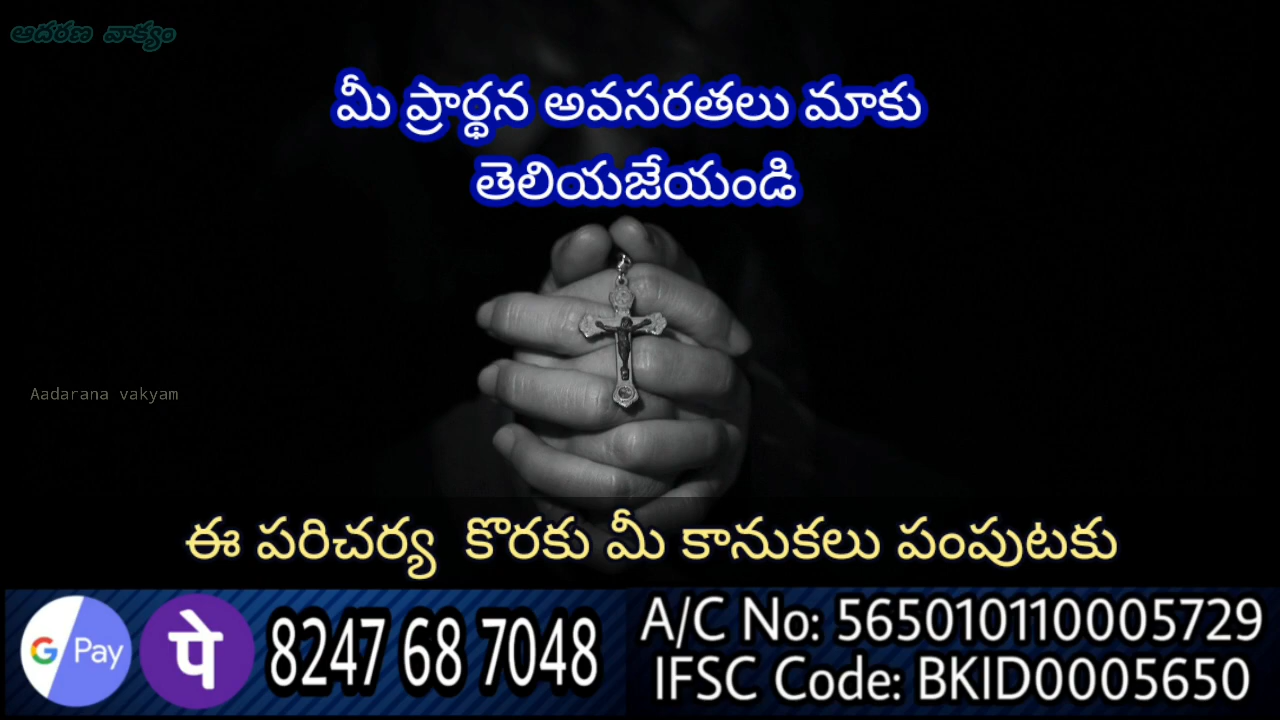 ఆదరణ వాక్యం
మీ ప్రార్థన అవసరతలు మాకు
తెలియజేయండి
Aadarana vakyam
ఈ పరిచర్య కొరకు మీ కానుకలు పంపుటకు
G Pay पे 8247 68 7048
A/C No: 565010110005729
IFSC Code: BKID0005650